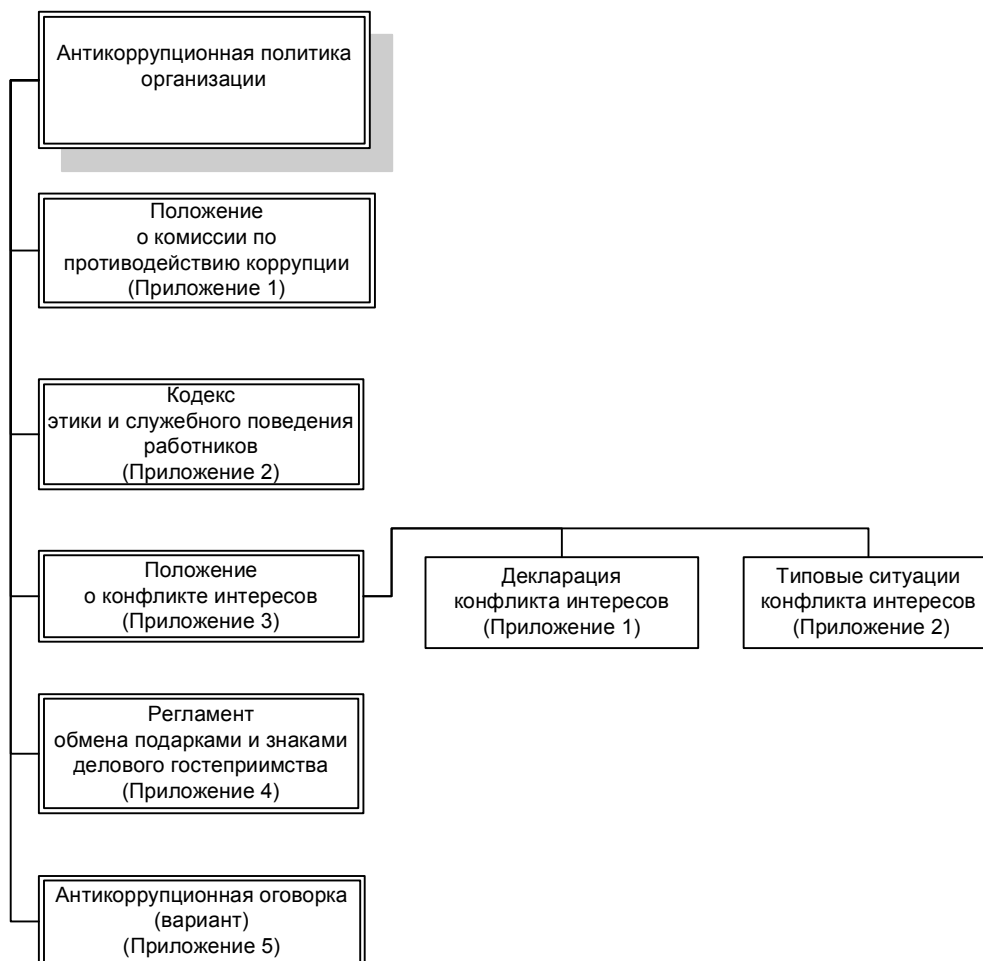 Антикоррупционная политика
организации
Положение
о комиссии по
противодействию коррупции
(Приложение 1)
Кодекс
этики и служебного поведения
работников
(Приложение 2)
Положение
о конфликте интересов
(Приложение 3)
Декларация
конфликта интересов
(Приложение 1)
Типовые ситуации
конфликта интересов
(Приложение 2)
Регламент
обмена подарками и знаками
делового гостеприимства
(Приложение 4)
Антикоррупционная оговорка
(вариант)
(Приложение 5)